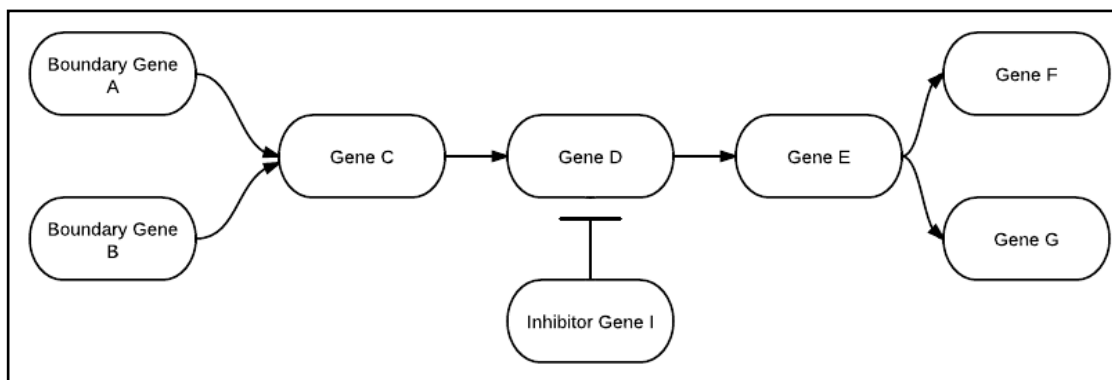 Boundary Gene
A
Gene F
Gene C
Gene D
Gene E
Boundary Gene
B
Gene G
Inhibitor Gene I